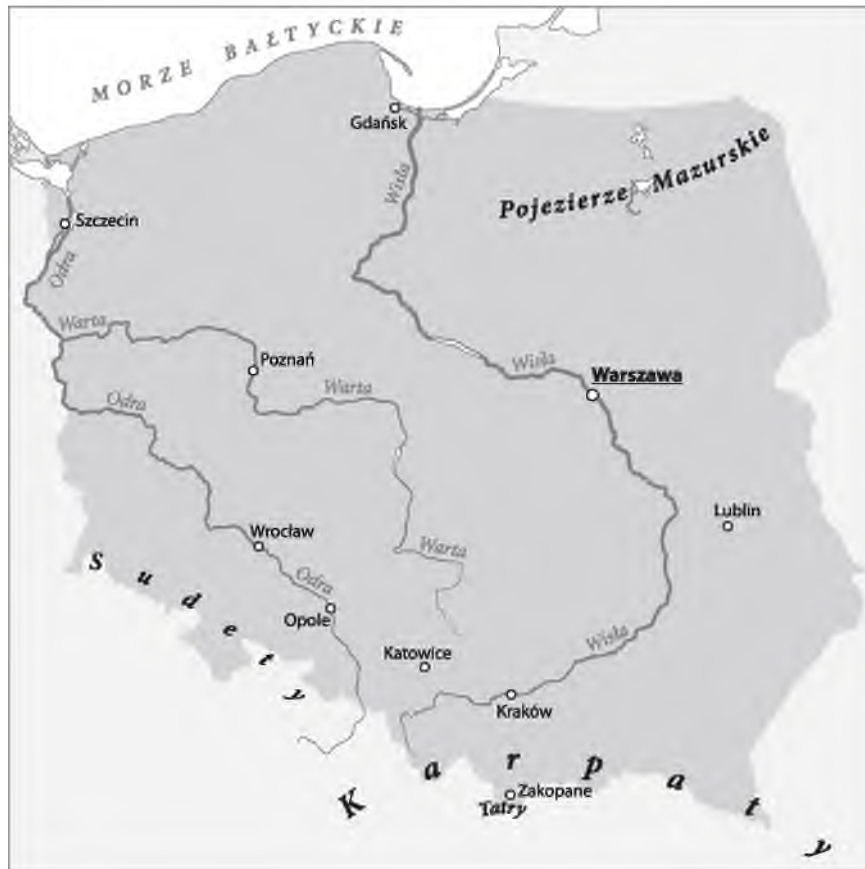 MORZE BAŁTYCKIE
Gdańsk
Wisła
Pojezierze Mazurskie
Szczecin
Odra
Warta
Poznań
Wisła
Warszawa
Odra
Warta
Lublin
Wrocław
Warta
Sudety
Odra
Opole
Katowice
Wisła
Kraków
Karpaty
Zakopane
Tatry